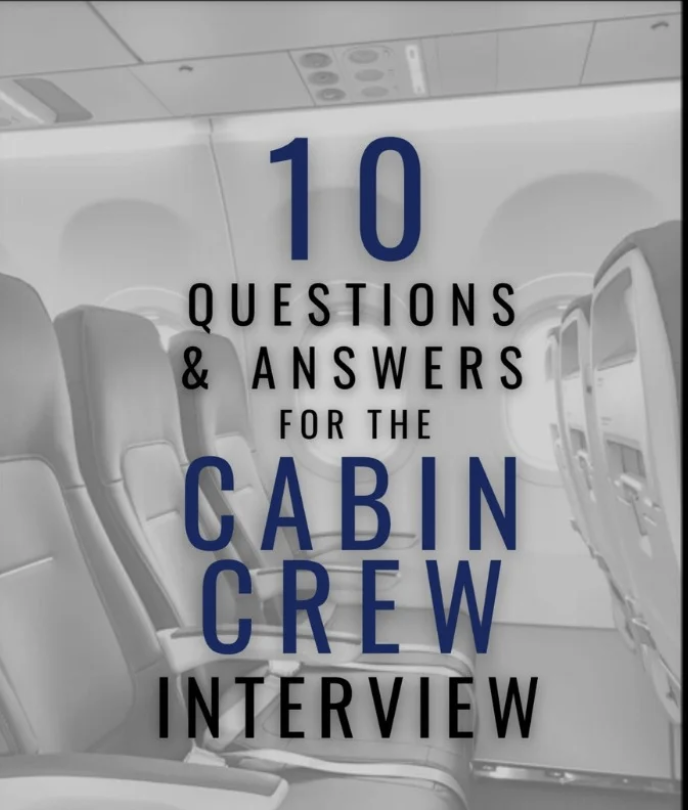 10
QUESTIONS
& ANSWERS
FOR THE
CABIN
CREW
INTERVIEW